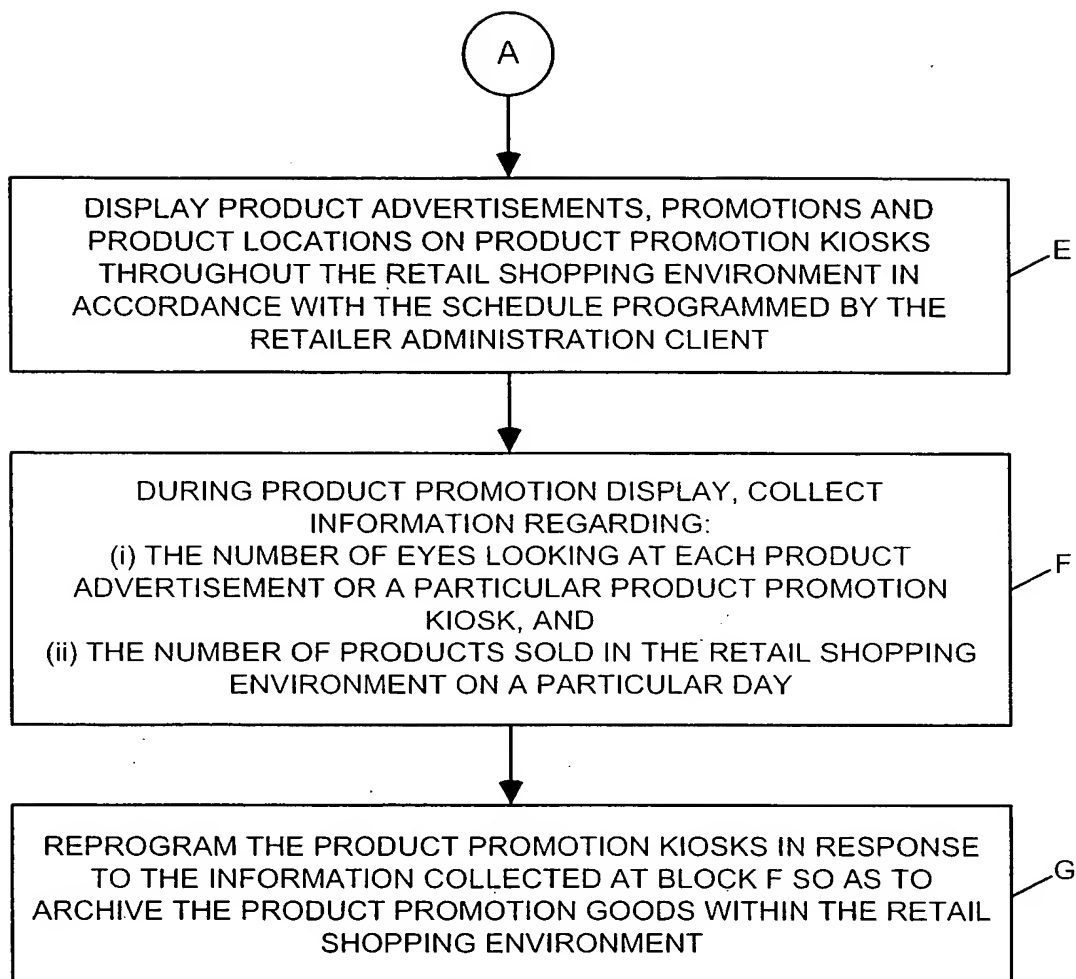 A
DISPLAY PRODUCT ADVERTISEMENTS, PROMOTIONS AND
PRODUCT LOCATIONS ON PRODUCT PROMOTION KIOSKS
THROUGHOUT THE RETAIL SHOPPING ENVIRONMENT IN
ACCORDANCE WITH THE SCHEDULE PROGRAMMED BY THE
RETAILER ADMINISTRATION CLIENT
E
DURING PRODUCT PROMOTION DISPLAY, COLLECT
INFORMATION REGARDING:
(i) THE NUMBER OF EYES LOOKING AT EACH PRODUCT
ADVERTISEMENT OR A PARTICULAR PRODUCT PROMOTION
KIOSK, AND
(ii) THE NUMBER OF PRODUCTS SOLD IN THE RETAIL SHOPPING
ENVIRONMENT ON A PARTICULAR DAY
F
REPROGRAM THE PRODUCT PROMOTION KIOSKS IN RESPONSE
TO THE INFORMATION COLLECTED AT BLOCK F SO AS TO
ARCHIVE THE PRODUCT PROMOTION GOODS WITHIN THE RETAIL
SHOPPING ENVIRONMENT
G